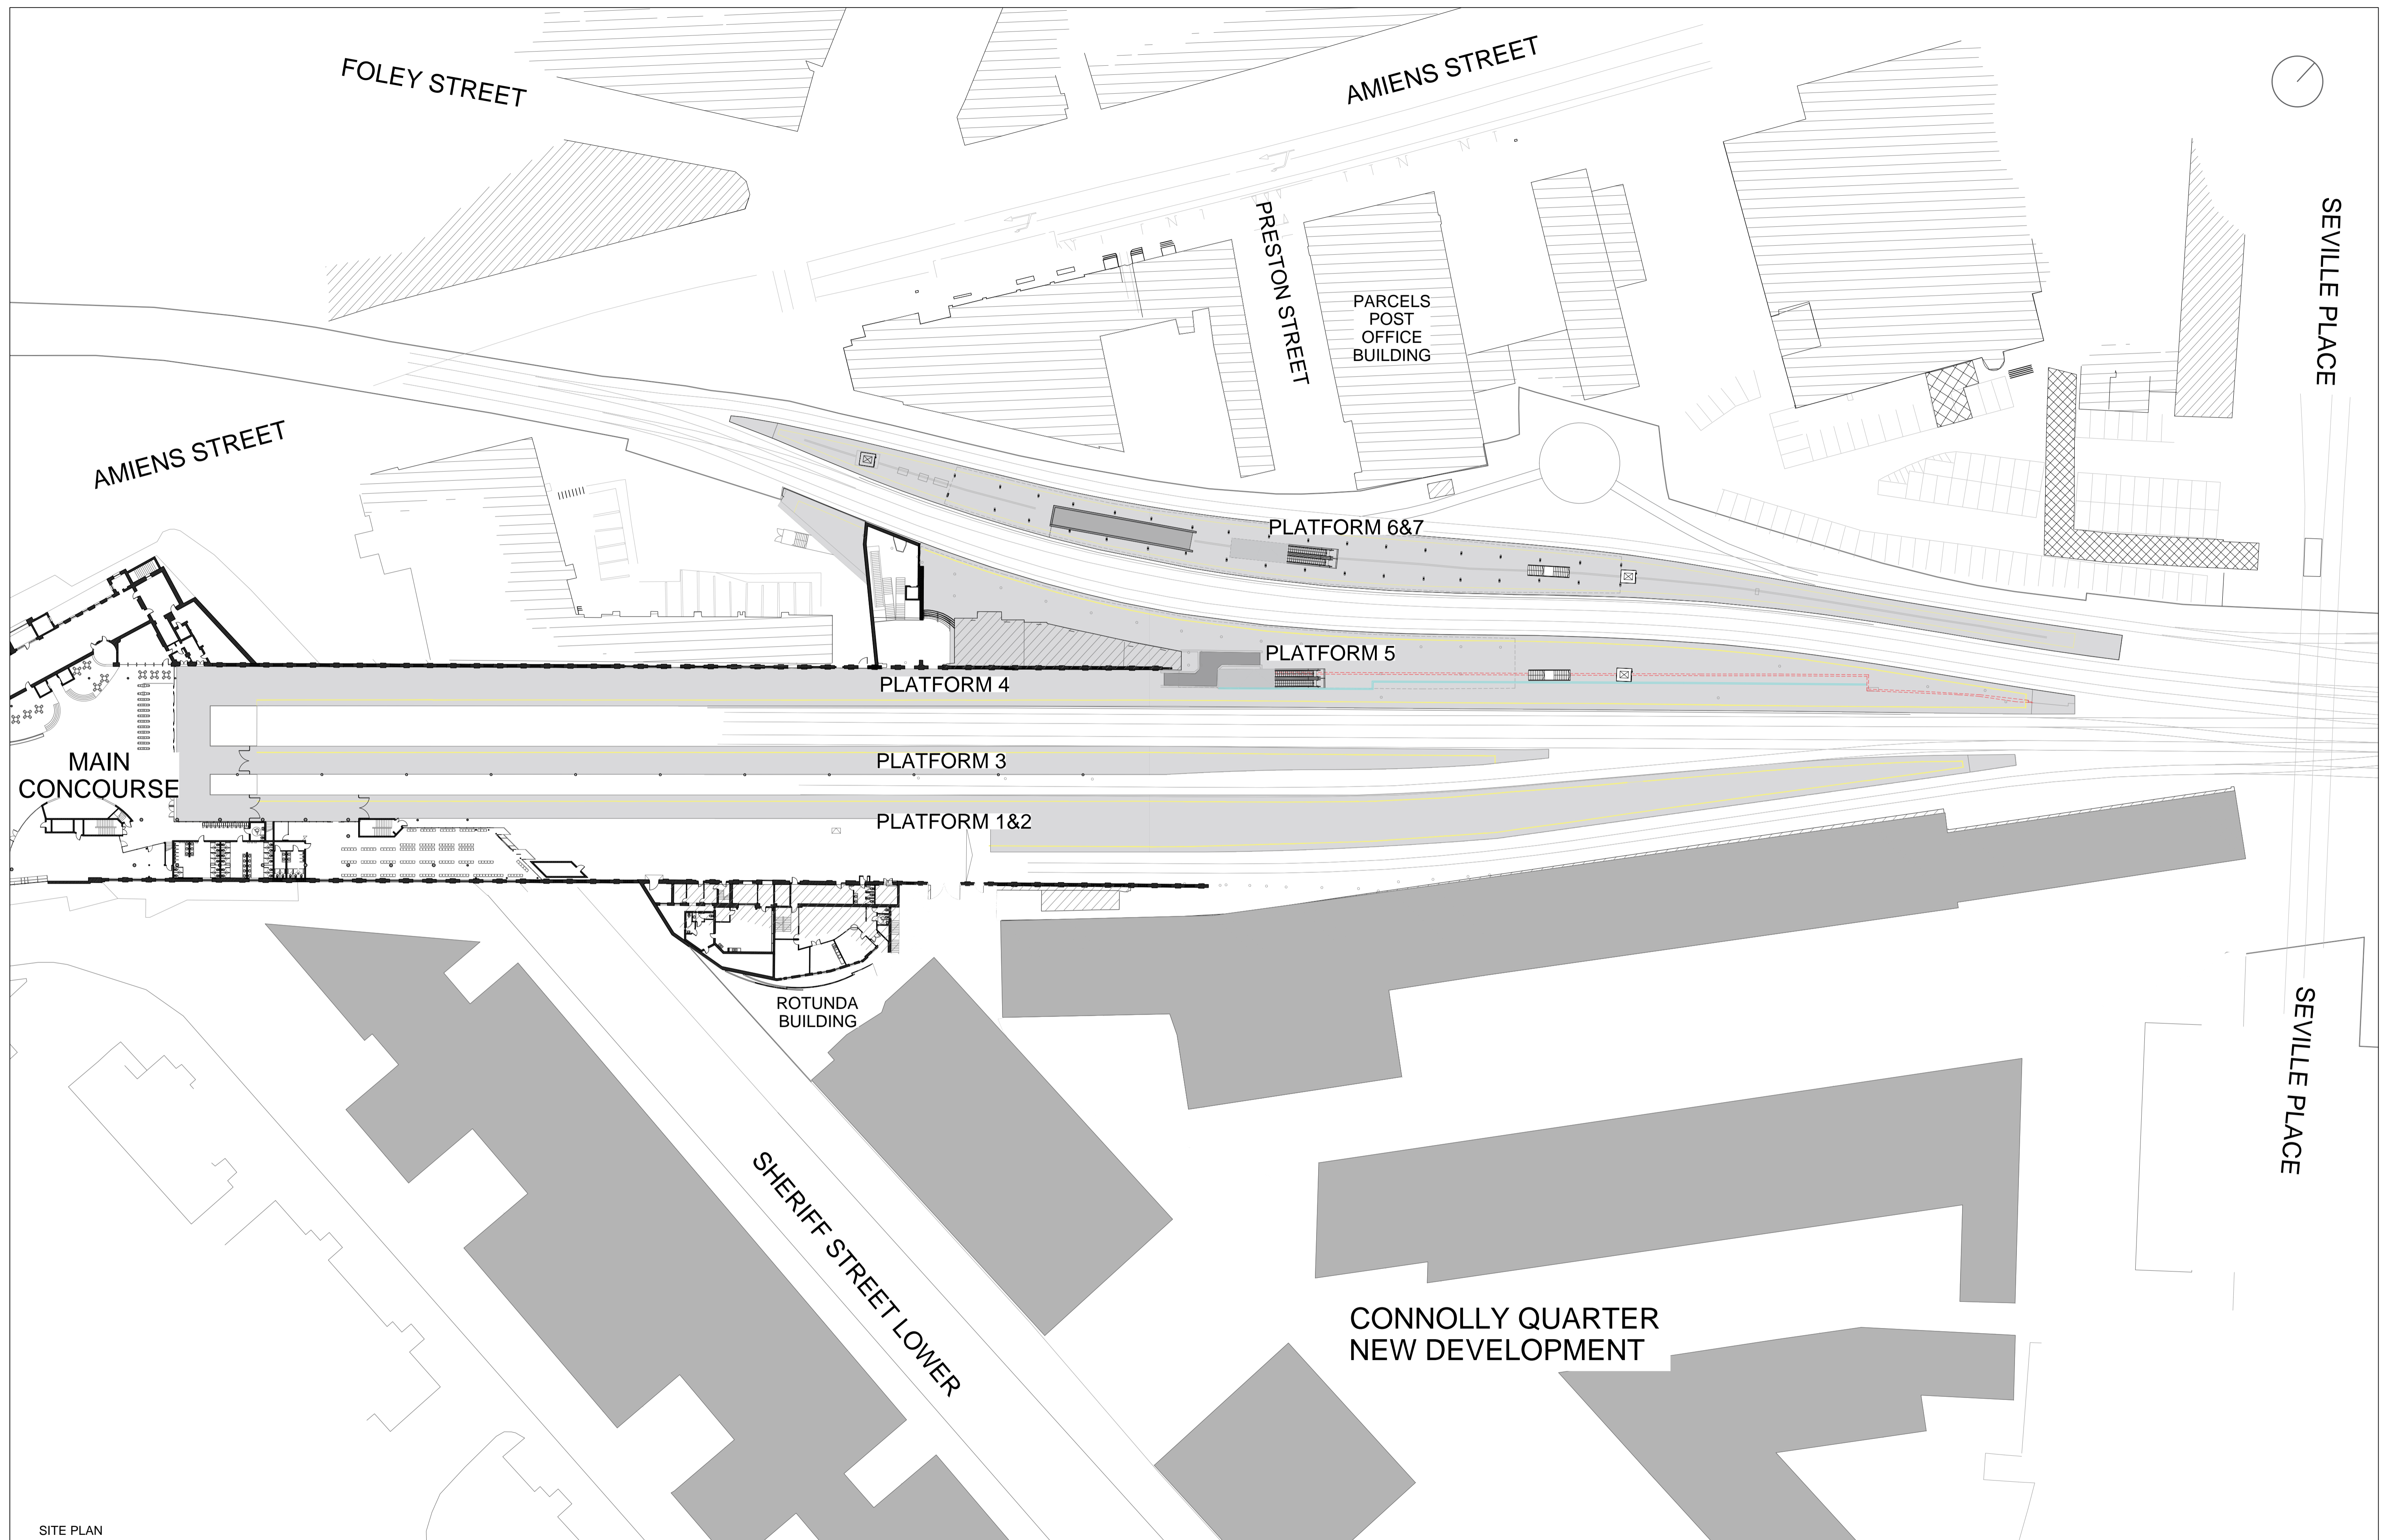 FOLEY STREET
AMIENS STREET
SEVILLE PLACE
PRESTON STREET
PARCELS
POST
OFFICE
BUILDING
AMIENS STREET
PLATFORM 6&7
PLATFORM 5
PLATFORM 4
MAIN
CONCOURSE
PLATFORM 3
PLATFORM 1&2
ROTUNDA
BUILDING
SEVILLE PLACE
SHERIFF STREET LOWER
CONNOLLY QUARTER
NEW DEVELOPMENT
SITE PLAN